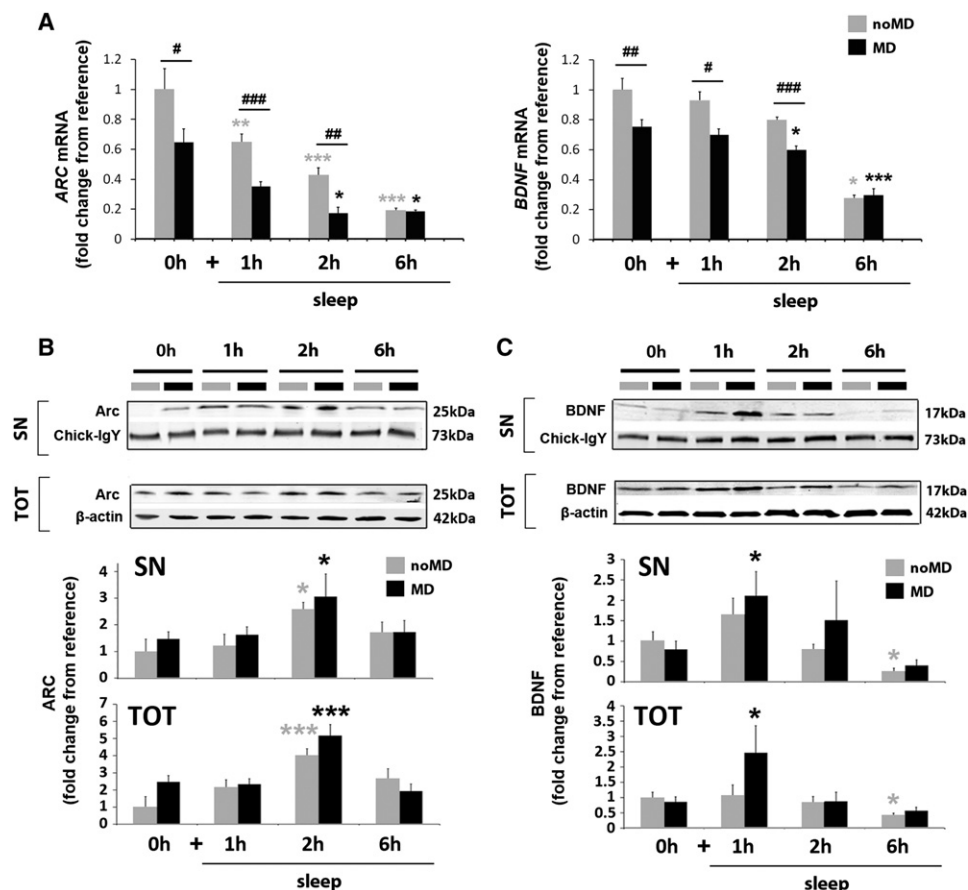 A
noMD
MD
ARC mRNA
(fold change from reference)
1.2
1
0.8
0.6
0.4
0.2
0
#
###
##
**
***
*
***
*
0h + 1h 2h 6h
sleep
BDNF mRNA
(fold change from reference)
1.2
1
0.8
0.6
0.4
0.2
0
##
#
###
*
*
***
0h + 1h 2h 6h
sleep
B
0h 1h 2h 6h
SN
Arc 25kDa
Chick-IgY 73kDa
TOT
Arc 25kDa
β-actin 42kDa
ARC
(fold change from reference)
SN
noMD
MD
4
3
2
1
0
*
*
TOT
7
6
5
4
3
2
1
0
***
***
0h + 1h 2h 6h
sleep
C
0h 1h 2h 6h
SN
BDNF 17kDa
Chick-IgY 73kDa
TOT
BDNF 17kDa
β-actin 42kDa
BDNF
(fold change from reference)
SN
noMD
MD
3
2.5
2
1.5
1
0.5
0
*
*
TOT
4
3.5
3
2.5
2
1.5
1
0.5
0
*
*
0h + 1h 2h 6h
sleep